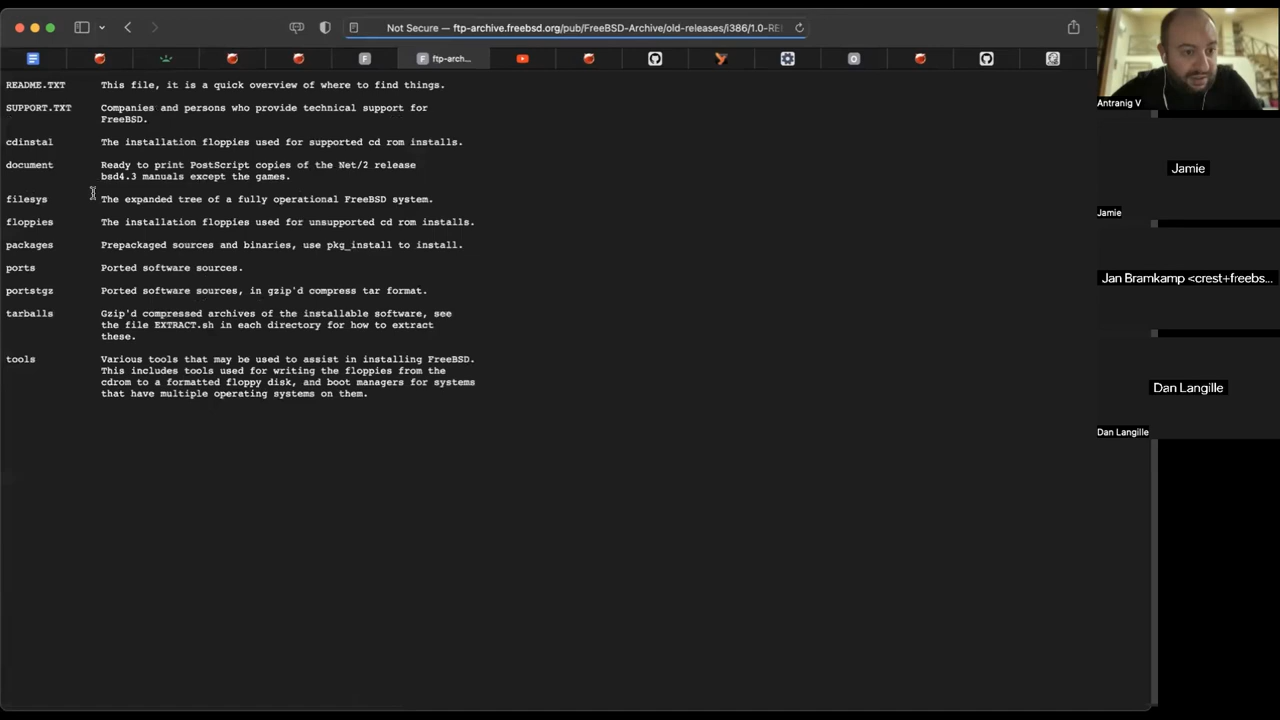 Not Secure — ftp-archive.freebsd.org/pub/FreeBSD-Archive/old-releases/i386/1.0-RE
F
F ftp-arch...
O
README.TXT This file, it is a quick overview of where to find things.
SUPPORT.TXT Companies and persons who provide technical support for
FreeBSD.
cdinstal The installation floppies used for supported cd rom installs.
document Ready to print PostScript copies of the Net/2 release
bsd4.3 manuals except the games.
filesys The expanded tree of a fully operational FreeBSD system.
floppies The installation floppies used for unsupported cd rom installs.
packages Prepackaged sources and binaries, use pkg_install to install.
ports Ported software sources.
portstgz Ported software sources, in gzip'd compress tar format.
tarballs Gzip'd compressed archives of the installable software, see
the file EXTRACT.sh in each directory for how to extract
these.
tools Various tools that may be used to assist in installing FreeBSD.
This includes tools used for writing the floppies from the
cdrom to a formatted floppy disk, and boot managers for systems
that have multiple operating systems on them.
Antranig V
Jamie
Jamie
Jan Bramkamp <crest+freebs...
Dan Langille
Dan Langille